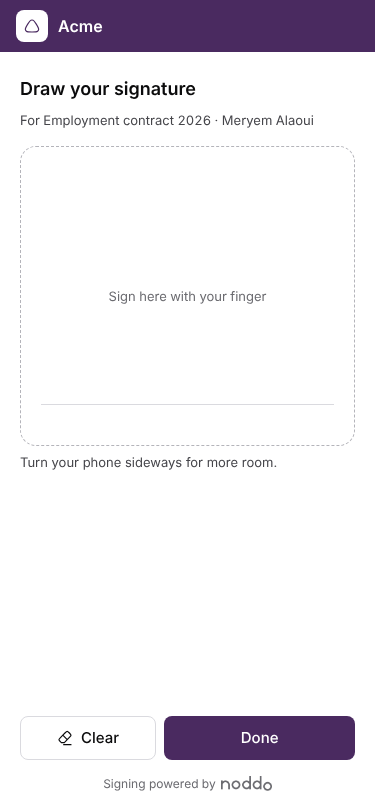 Acme
Draw your signature
For Employment contract 2026 · Meryem Alaoui
Sign here with your finger
Turn your phone sideways for more room.
Clear
Done
Signing powered by noddo